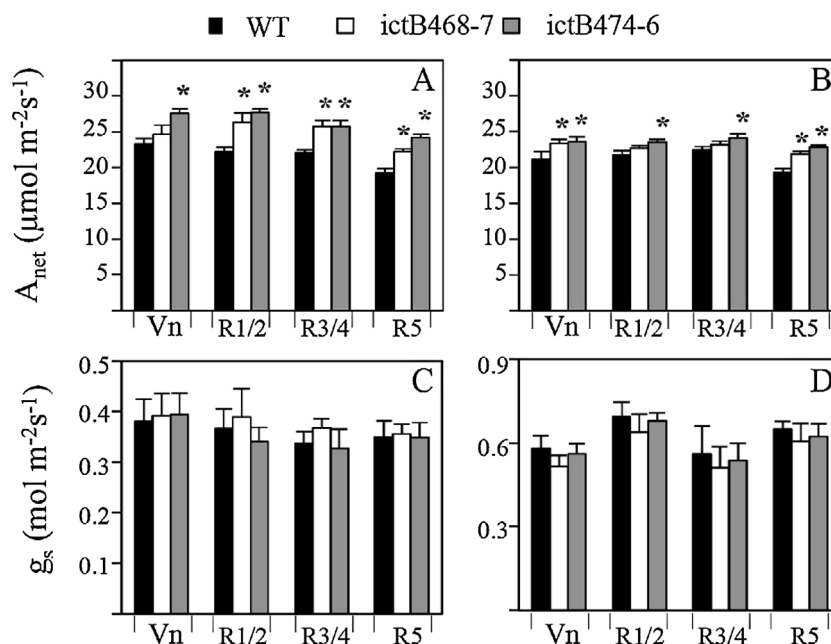 WT ictB468-7 ictB474-6
A_net (µmol m⁻²s⁻¹)
30
25
20
15
10
5
A
* * * * * * *
Vn R1/2 R3/4 R5
30
25
20
15
10
5
B
* * * * * *
Vn R1/2 R3/4 R5
g_s (mol m⁻²s⁻¹)
0.5
0.4
0.3
0.2
0.1
C
Vn R1/2 R3/4 R5
0.9
0.6
0.3
D
Vn R1/2 R3/4 R5